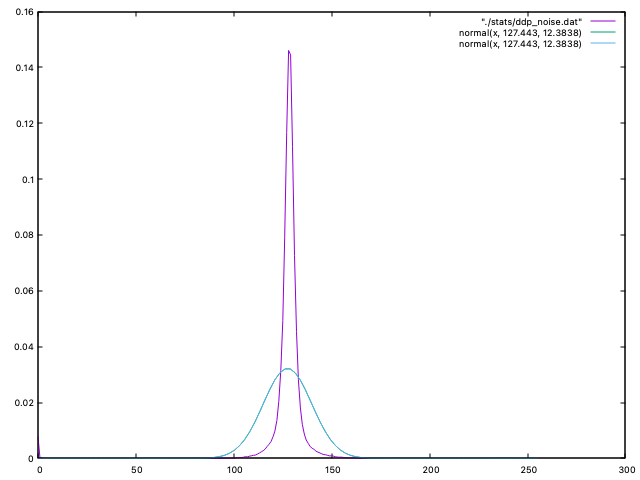 0.16
0.14
0.12
0.1
0.08
0.06
0.04
0.02
0
"./stats/ddp_noise.dat"
normal(x, 127.443, 12.3838)
normal(x, 127.443, 12.3838)
0 50 100 150 200 250 300